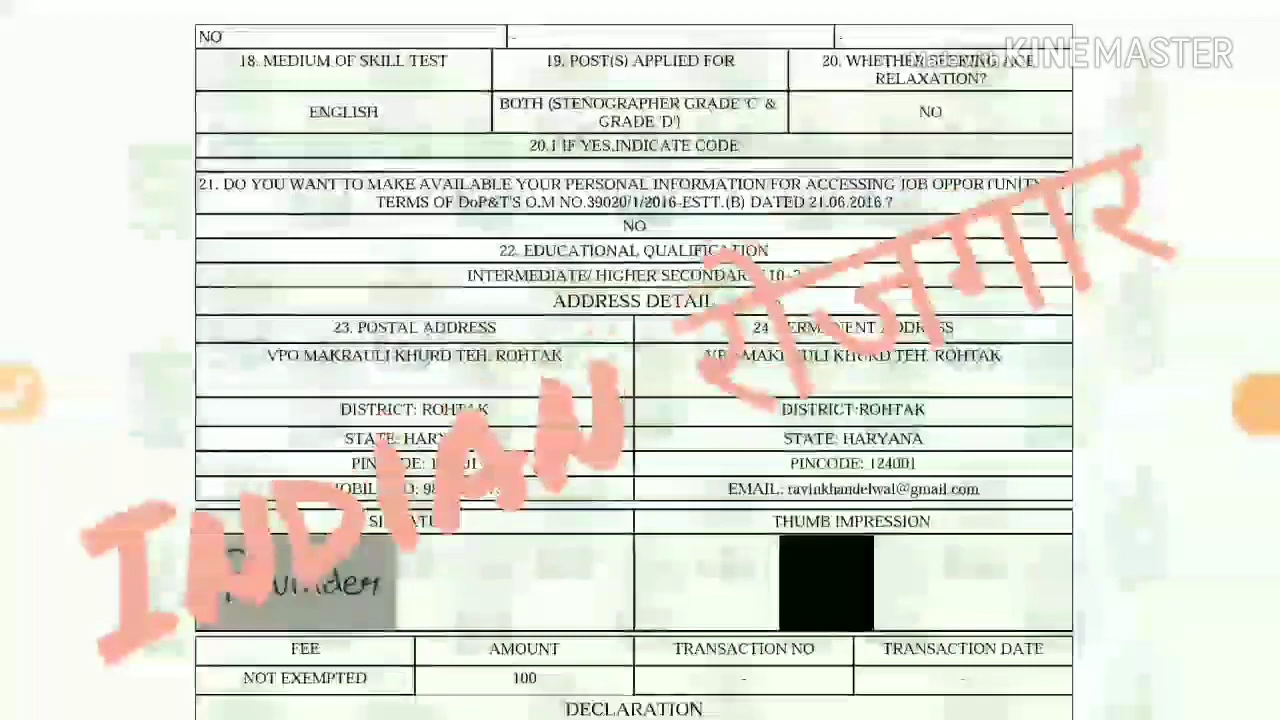 NO - -
KINEMASTER
18. MEDIUM OF SKILL TEST 19. POST(S) APPLIED FOR 20. WHETHER SEEKING AGE RELAXATION?
ENGLISH BOTH (STENOGRAPHER GRADE 'C' & GRADE 'D') NO
20.1 IF YES,INDICATE CODE
21. DO YOU WANT TO MAKE AVAILABLE YOUR PERSONAL INFORMATION FOR ACCESSING JOB OPPORTUNITY
TERMS OF DoP&T'S O.M NO.39020/1/2016-ESTT.(B) DATED 21.06.2016 ?
NO
22. EDUCATIONAL QUALIFICATION
INTERMEDIATE/ HIGHER SECONDARY
ADDRESS DETAIL
23. POSTAL ADDRESS 24 PERMANENT ADDRESS
VPO MAKRAULI KHURD TEH. ROHTAK VPO MAKRAULI KHURD TEH. ROHTAK
DISTRICT: ROHTAK DISTRICT:ROHTAK
STATE: HARYANA STATE: HARYANA
PINCODE: PINCODE: 124001
MOBILE NO: EMAIL: ravinkhandelwal@gmail.com
SIGNATURE THUMB IMPRESSION
INDIAN रोजगार
FEE AMOUNT TRANSACTION NO TRANSACTION DATE
NOT EXEMPTED 100 - -
DECLARATION